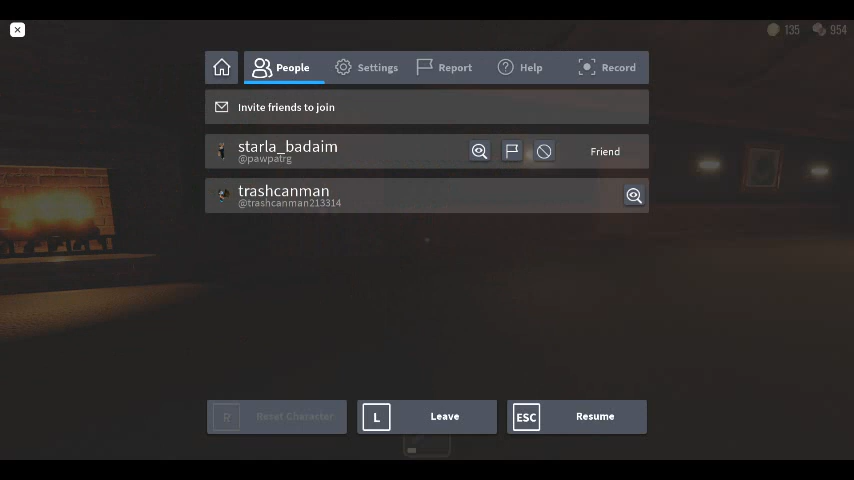 135 954
People Settings Report Help Record
Invite friends to join
starla_badaim
@pawpatrg
Friend
trashcanman
@trashcanman213314
R Reset Character L Leave ESC Resume